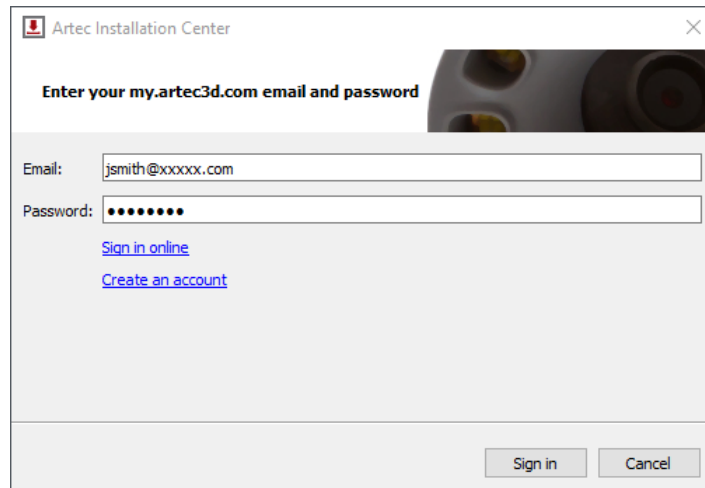 Artec Installation Center
Enter your my.artec3d.com email and password
Email: jsmith@xxxxx.com
Password: ●●●●●●●●
Sign in online
Create an account
Sign in Cancel